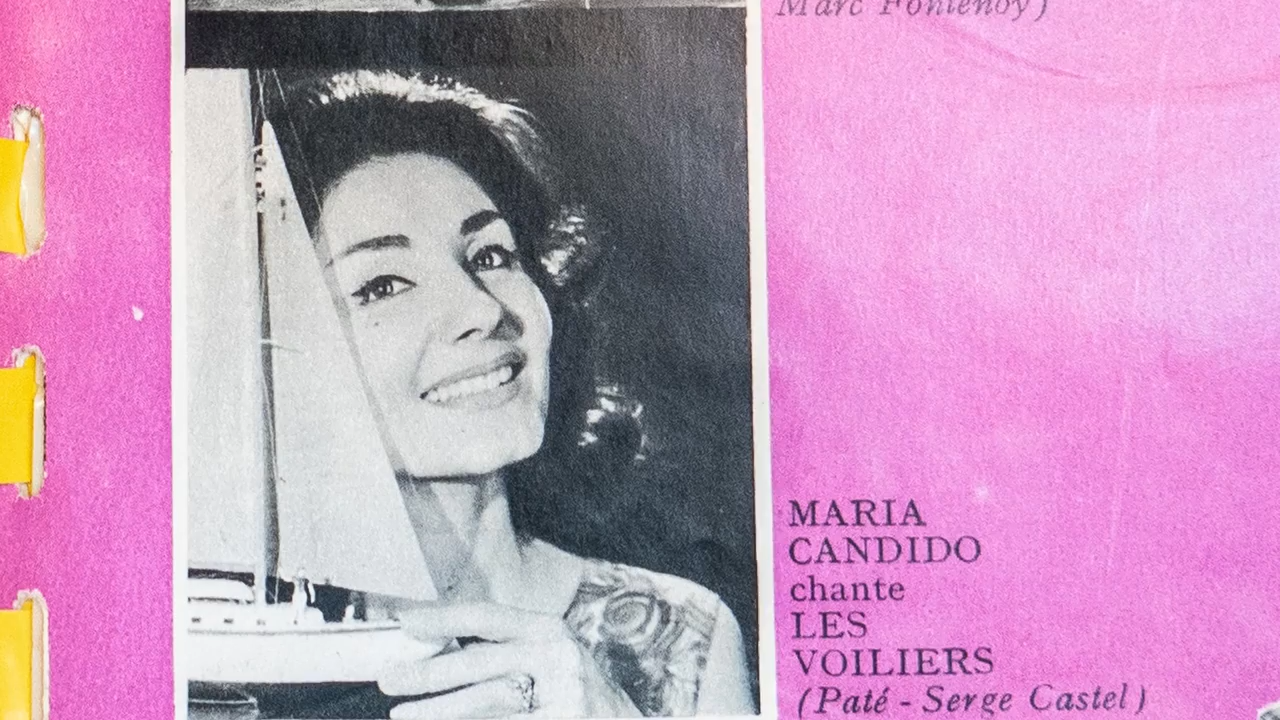 Marc Fontenoy)
MARIA
CANDIDO
chante
LES
VOILIERS
(Paté - Serge Castel)